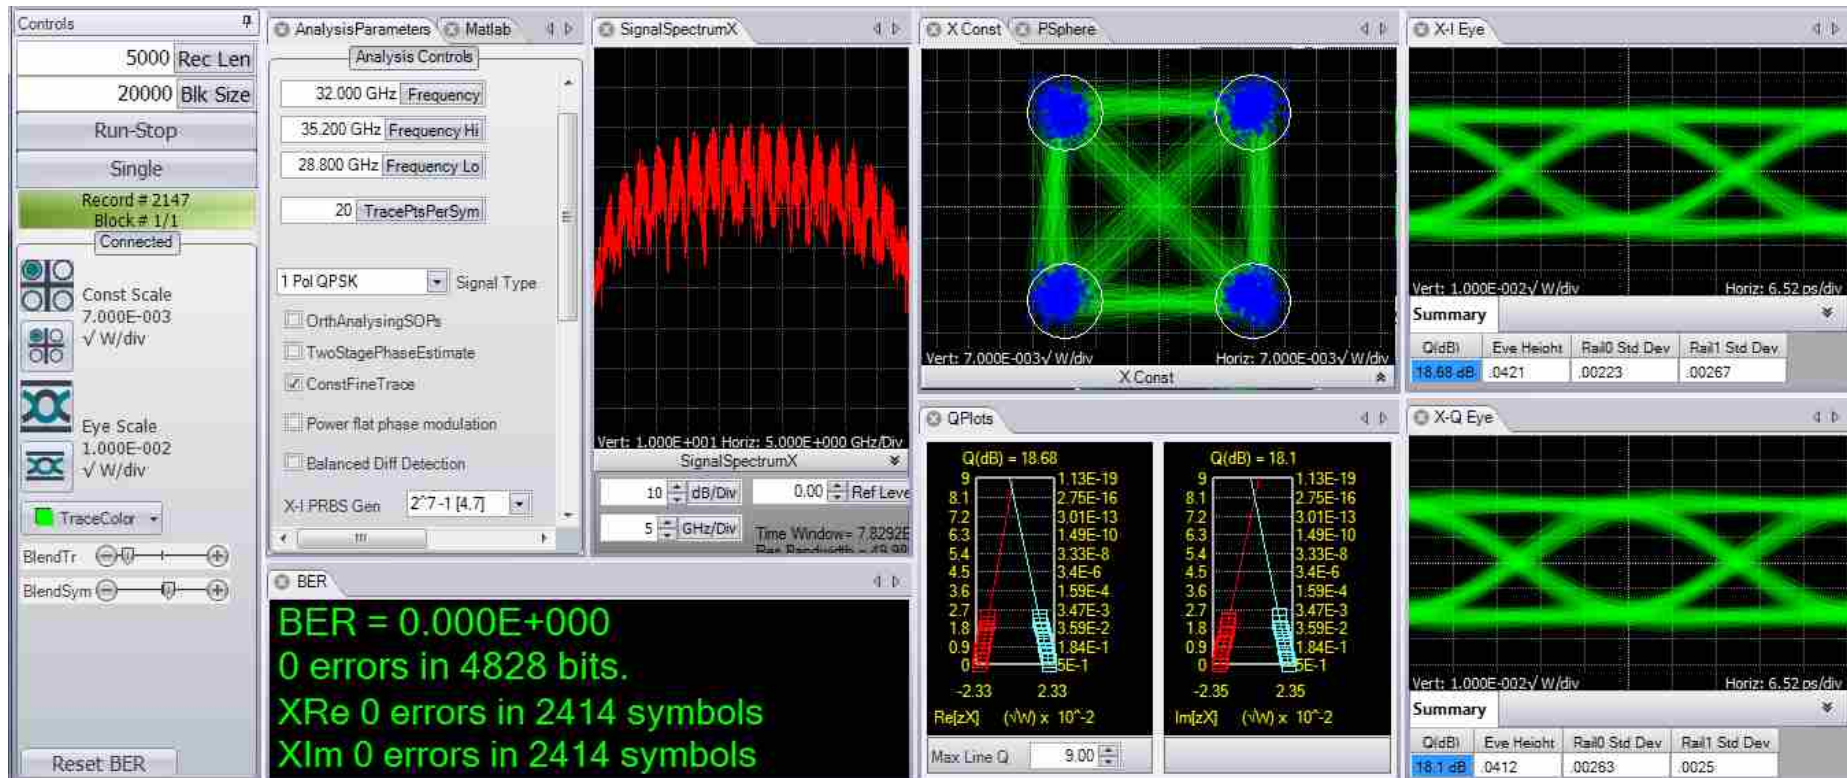 Controls
5000 Rec Len
20000 Blk Size
Run-Stop
Single
Record # 2147
Block # 1/1
Connected
Const Scale
7.000E-003
√ W/div
Eye Scale
1.000E-002
√ W/div
TraceColor
BlendTr
BlendSym
Reset BER
AnalysisParameters Matlab
Analysis Controls
32.000 GHz Frequency
35.200 GHz Frequency Hi
28.800 GHz Frequency Lo
20 TracePtsPerSym
1 Pol QPSK Signal Type
OrthAnalysingSOPs
TwoStagePhaseEstimate
ConstFineTrace
Power flat phase modulation
Balanced Diff Detection
X-I PRBS Gen 2^7-1 [4.7]
SignalSpectrumX
Vert: 1.000E+001 Horiz: 5.000E+000 GHz/Div
SignalSpectrumX
10 dB/Div 0.00 Ref Leve
5 GHz/Div Time Window= 7.8292E
BER
BER = 0.000E+000
0 errors in 4828 bits.
XRe 0 errors in 2414 symbols
XIm 0 errors in 2414 symbols
X Const PSphere
Vert: 7.000E-003√ W/div Horiz: 7.000E-003√ W/div
X Const
QPlots
Q(dB) = 18.68
9 1.13E-19
8.1 2.75E-16
7.2 3.01E-13
6.3 1.49E-10
5.4 3.33E-8
4.5 3.4E-6
3.6 1.59E-4
2.7 3.47E-3
1.8 3.59E-2
0.9 1.84E-1
0 5E-1
-2.33 2.33
Re[zX] (√W) x 10^-2
Max Line Q 9.00
Q(dB) = 18.1
9 1.13E-19
8.1 2.75E-16
7.2 3.01E-13
6.3 1.49E-10
5.4 3.33E-8
4.5 3.4E-6
3.6 1.59E-4
2.7 3.47E-3
1.8 3.59E-2
0.9 1.84E-1
0 5E-1
-2.35 2.35
Im[zX] (√W) x 10^-2
X-I Eye
Vert: 1.000E-002√ W/div Horiz: 6.52 ps/div
Summary
Q(dB) Eye Height Rail0 Std Dev Rail1 Std Dev
18.68 dB .0421 .00223 .00267
X-Q Eye
Vert: 1.000E-002√ W/div Horiz: 6.52 ps/div
Summary
Q(dB) Eye Height Rail0 Std Dev Rail1 Std Dev
18.1 dB .0412 .00263 .0025